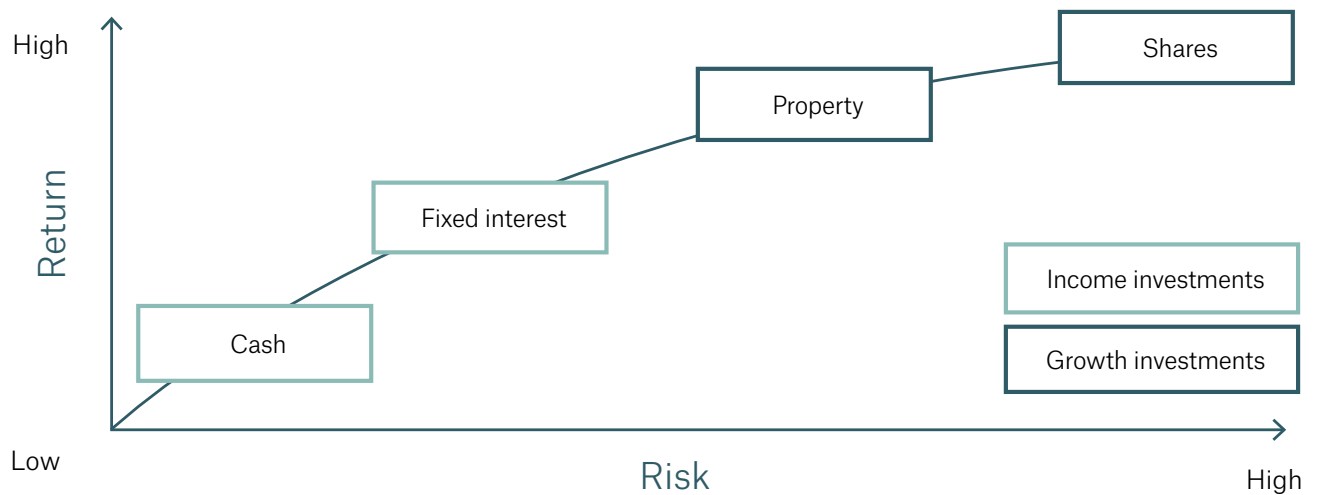 High
Shares
Property
Return
Fixed interest
Income investments
Cash
Growth investments
Low
Risk
High